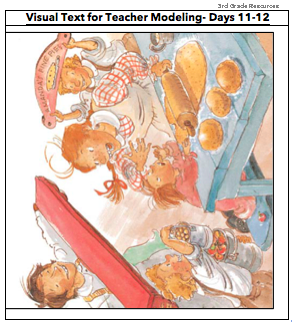 3rd Grade Resources
Visual Text for Teacher Modeling- Days 11-12